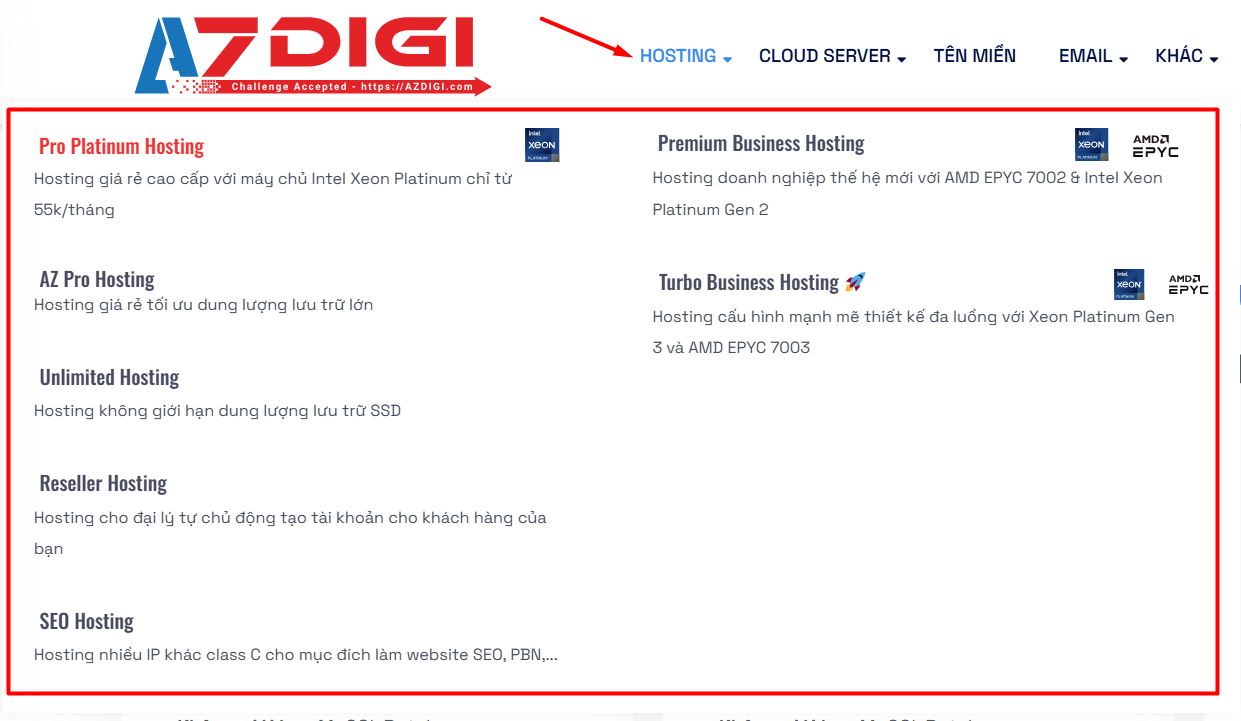 AZDIGI
Challenge Accepted - https://AZDIGI.com
HOSTING
CLOUD SERVER
TÊN MIỀN
EMAIL
KHÁC
Pro Platinum Hosting
intel
XEON
PLATINUM
Hosting giá rẻ cao cấp với máy chủ Intel Xeon Platinum chỉ từ
55k/tháng
AZ Pro Hosting
Hosting giá rẻ tối ưu dung lượng lưu trữ lớn
Unlimited Hosting
Hosting không giới hạn dung lượng lưu trữ SSD
Reseller Hosting
Hosting cho đại lý tự chủ động tạo tài khoản cho khách hàng của
bạn
SEO Hosting
Hosting nhiều IP khác class C cho mục đích làm website SEO, PBN,...
Premium Business Hosting
intel
XEON
PLATINUM
AMD
EPYC
Hosting doanh nghiệp thế hệ mới với AMD EPYC 7002 & Intel Xeon
Platinum Gen 2
Turbo Business Hosting 🚀
intel
XEON
PLATINUM
AMD
EPYC
Hosting cấu hình mạnh mẽ thiết kế đa luồng với Xeon Platinum Gen
3 và AMD EPYC 7003